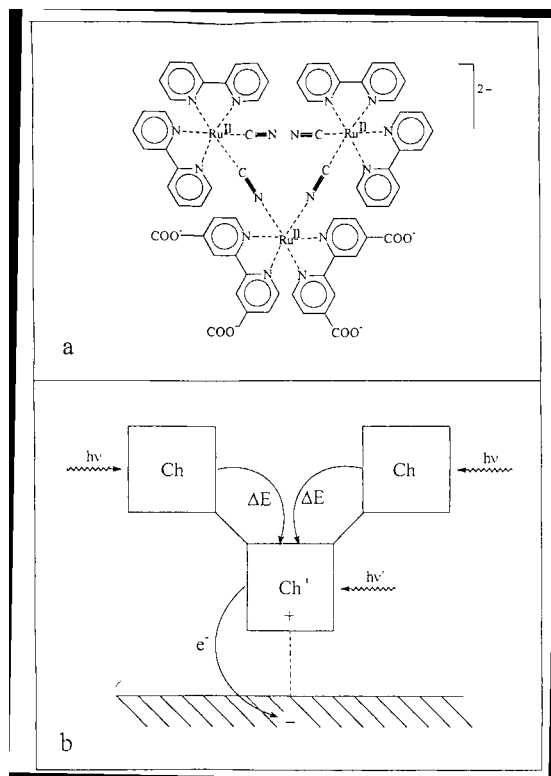 2-
N N N N
Ru II C=N N=C Ru II
N N
N C C N
N N
COO⁻ N Ru II N COO⁻
N N
COO⁻ COO⁻
a
hν Ch Ch hν
ΔE ΔE
Ch' hν'
+
e⁻
−
b